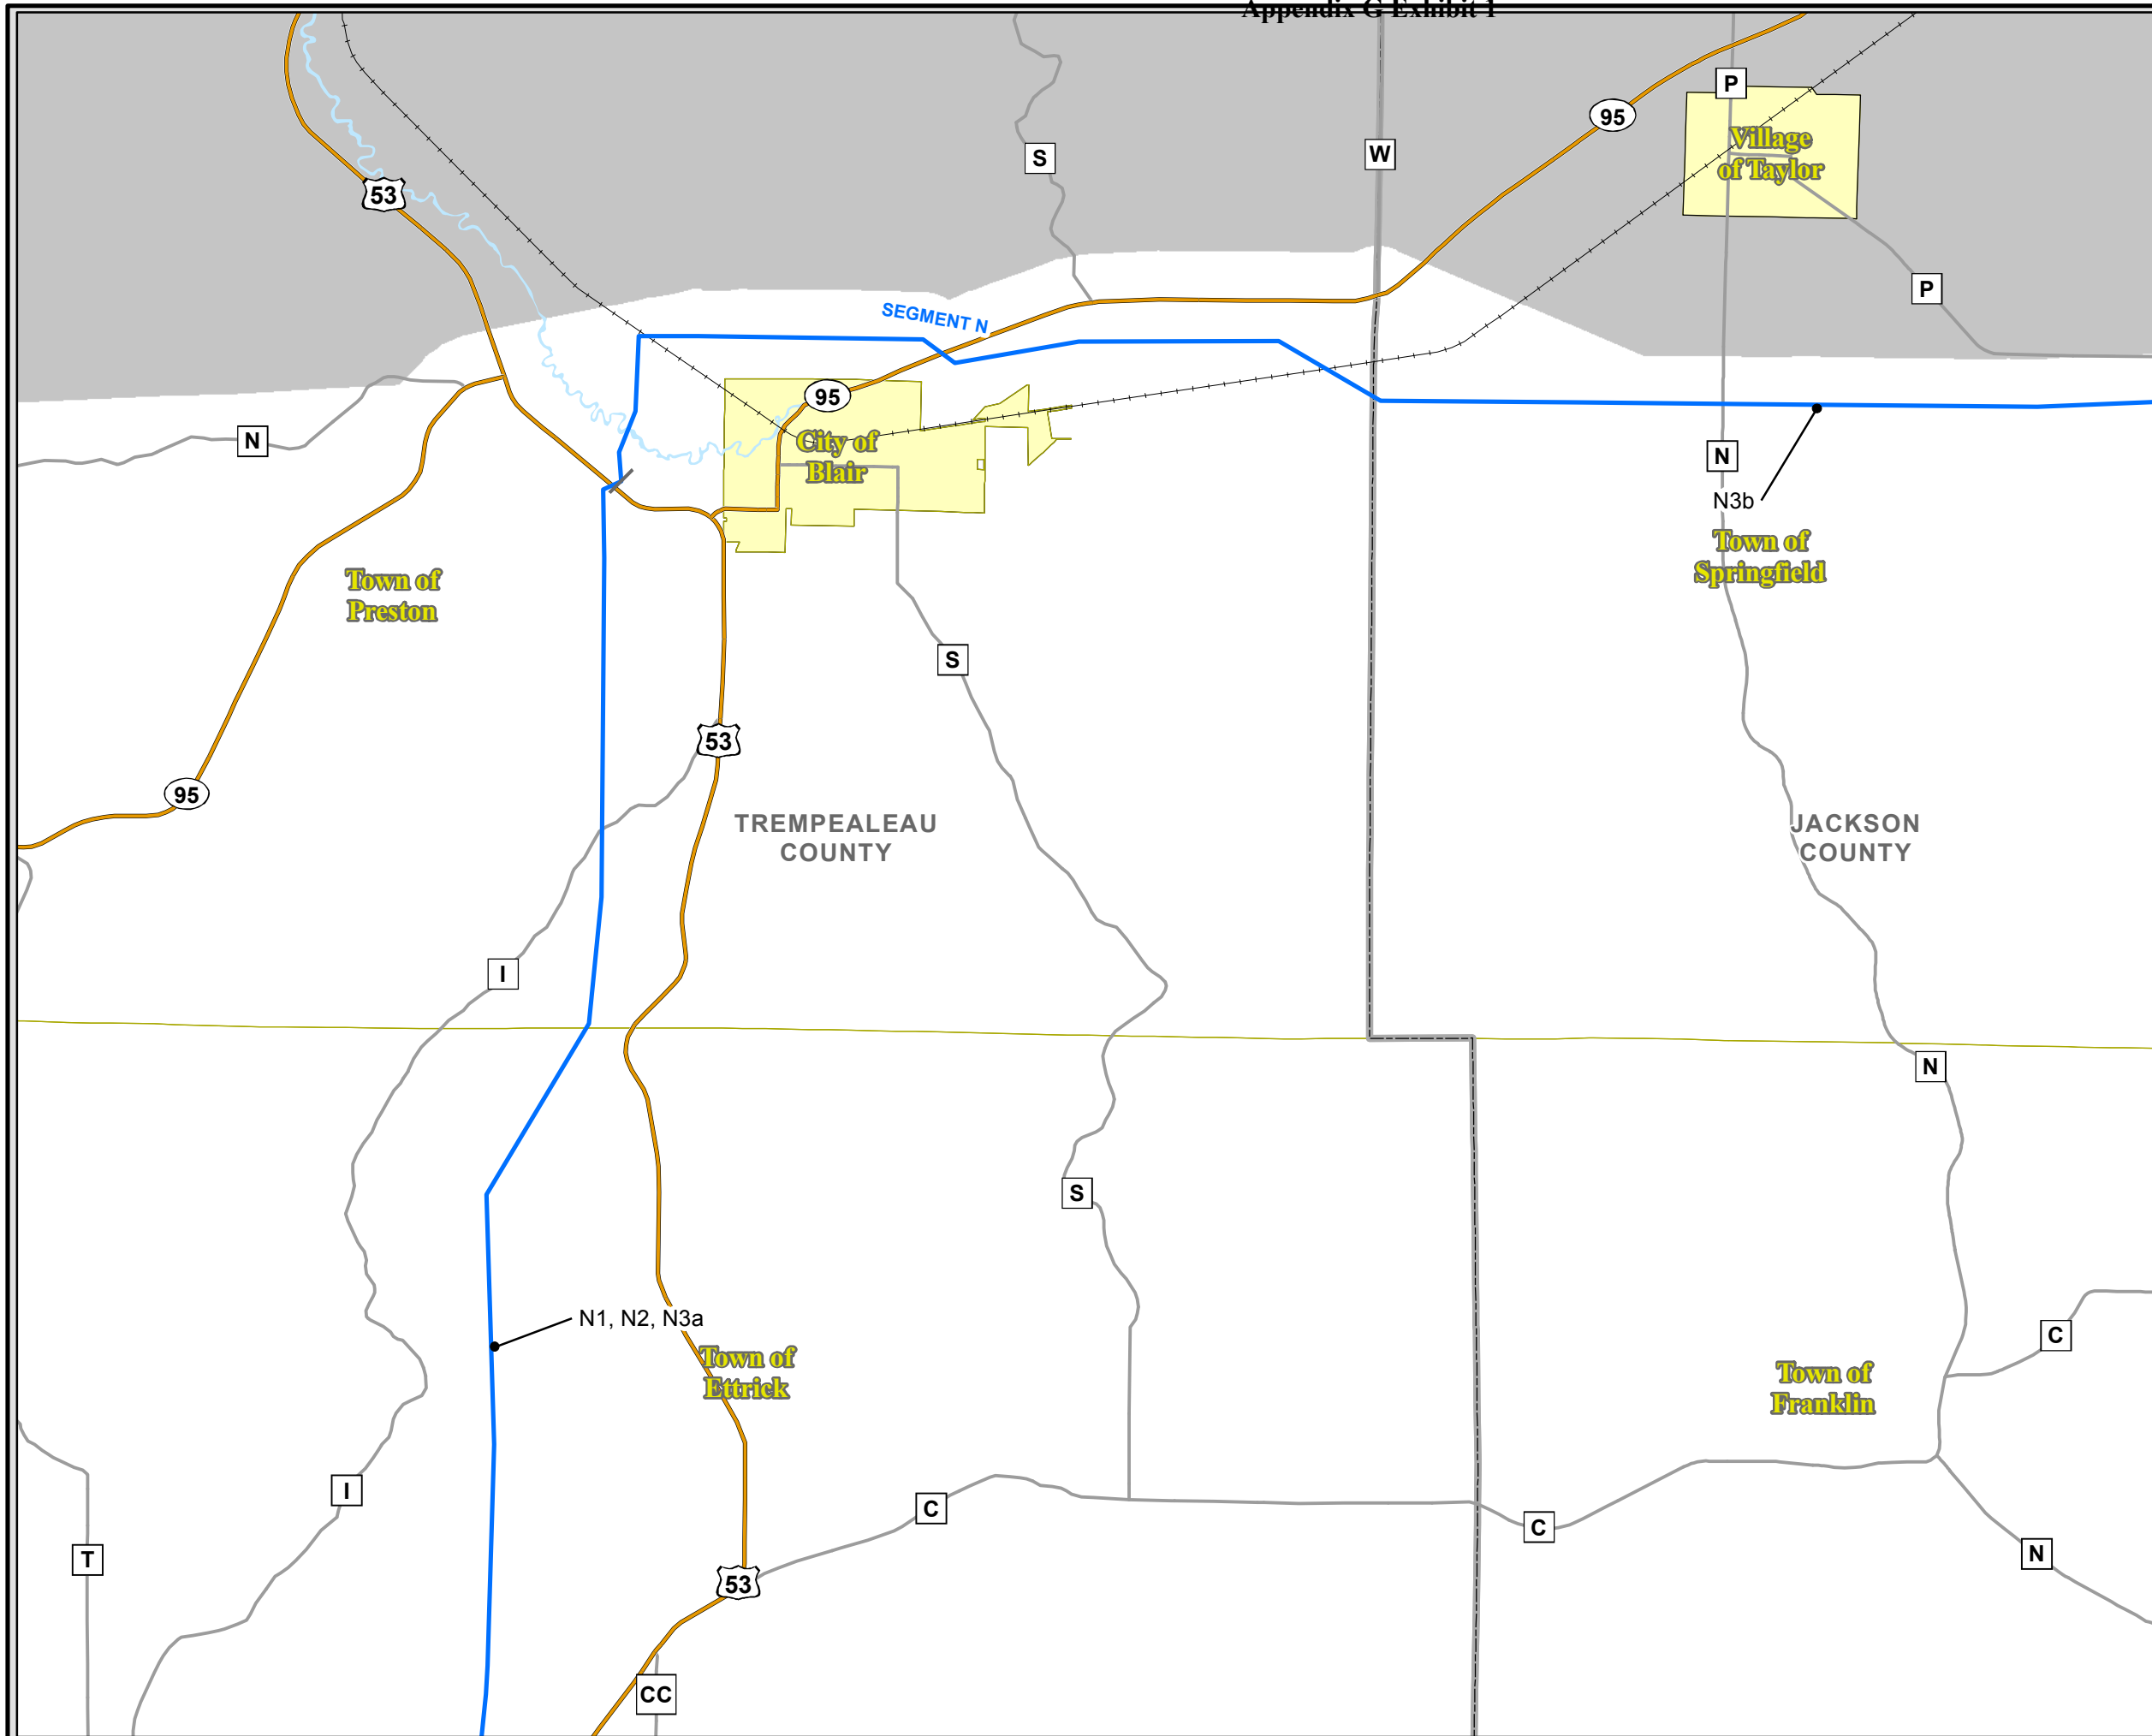 Appendix G Exhibit 1
P
95
Village
of Taylor
W
S
53
P
SEGMENT N
95
N
City of
Blair
N
N3b
Town of
Springfield
Town of
Preston
S
53
95
TREMPEALEAU
COUNTY
JACKSON
COUNTY
I
N
S
N1, N2, N3a
C
Town of
Ettrick
Town of
Franklin
I
C
C
N
T
53
CC